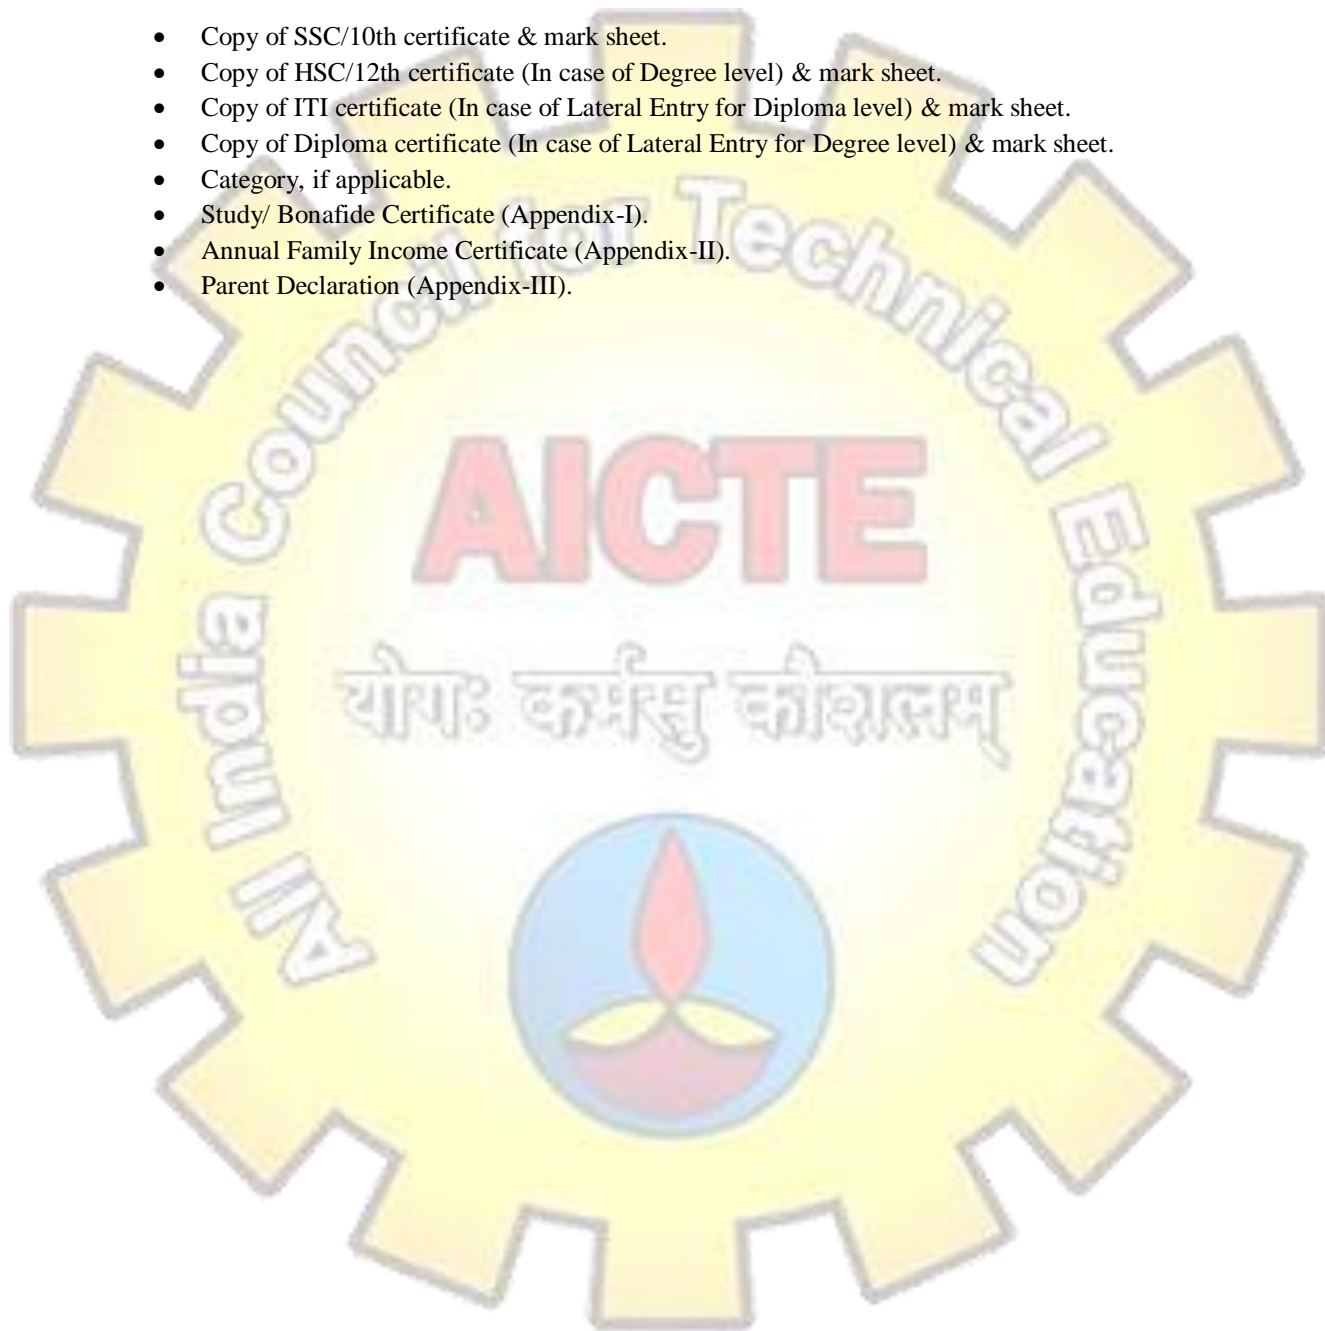 • Copy of SSC/10th certificate & mark sheet.
• Copy of HSC/12th certificate (In case of Degree level) & mark sheet.
• Copy of ITI certificate (In case of Lateral Entry for Diploma level) & mark sheet.
• Copy of Diploma certificate (In case of Lateral Entry for Degree level) & mark sheet.
• Category, if applicable.
• Study/ Bonafide Certificate (Appendix-I).
• Annual Family Income Certificate (Appendix-II).
• Parent Declaration (Appendix-III).
All India Council for Technical Education
AICTE
योगः कर्मसु कौशलम्